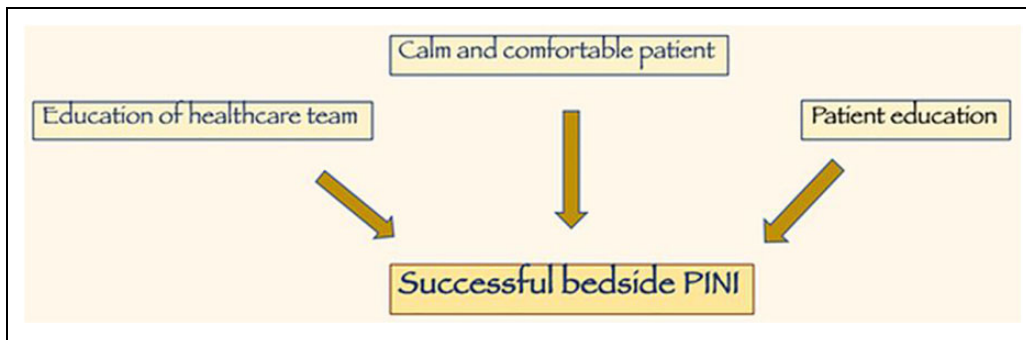 Calm and comfortable patient
Education of healthcare team
Patient education
Successful bedside PINI